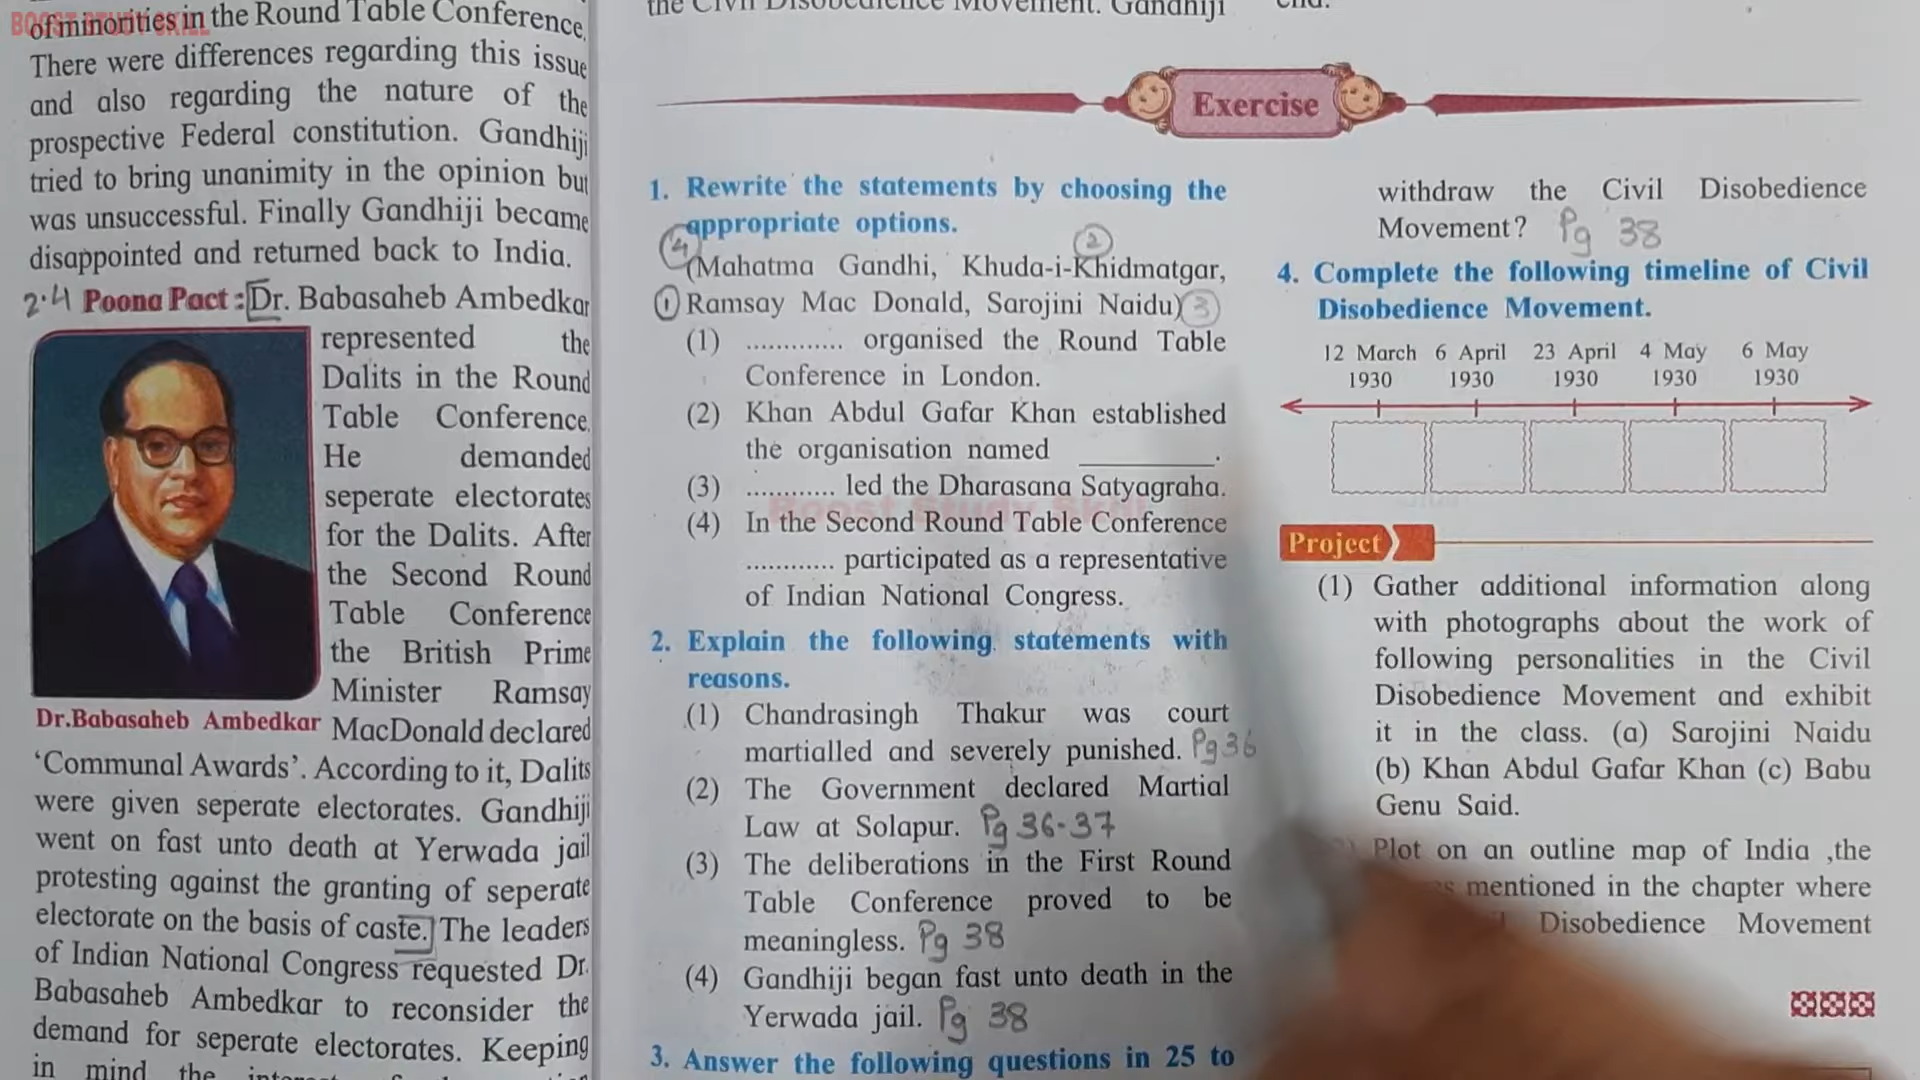 BOOST STUDY SKILL
of minorities in the Round Table Conference.
There were differences regarding this issue
and also regarding the nature of the
prospective Federal constitution. Gandhiji
tried to bring unanimity in the opinion but
was unsuccessful. Finally Gandhiji became
disappointed and returned back to India.
2.4 Poona Pact : Dr. Babasaheb Ambedkar
represented the
Dalits in the Round
Table Conference.
He demanded
seperate electorates
for the Dalits. After
the Second Round
Table Conference
the British Prime
Minister Ramsay
MacDonald declared
Dr.Babasaheb Ambedkar
‘Communal Awards’. According to it, Dalits
were given seperate electorates. Gandhiji
went on fast unto death at Yerwada jail
protesting against the granting of seperate
electorate on the basis of caste. The leaders
of Indian National Congress requested Dr.
Babasaheb Ambedkar to reconsider the
demand for seperate electorates. Keeping
in mind the
the Civil Disobedience Movement. Gandhiji
end.
Exercise
1. Rewrite the statements by choosing the
appropriate options.
4 2
(Mahatma Gandhi, Khuda-i-Khidmatgar,
1 Ramsay Mac Donald, Sarojini Naidu) 3
(1) ............. organised the Round Table
Conference in London.
(2) Khan Abdul Gafar Khan established
the organisation named ________.
(3) ............ led the Dharasana Satyagraha.
Boost Study Skill
(4) In the Second Round Table Conference
............ participated as a representative
of Indian National Congress.
2. Explain the following statements with
reasons.
(1) Chandrasingh Thakur was court
martialled and severely punished. Pg 36
(2) The Government declared Martial
Law at Solapur. Pg 36-37
(3) The deliberations in the First Round
Table Conference proved to be
meaningless. Pg 38
(4) Gandhiji began fast unto death in the
Yerwada jail. Pg 38
3. Answer the following questions in 25 to
withdraw the Civil Disobedience
Movement? Pg 38
4. Complete the following timeline of Civil
Disobedience Movement.
12 March 6 April 23 April 4 May 6 May
1930 1930 1930 1930 1930
Project
(1) Gather additional information along
with photographs about the work of
following personalities in the Civil
Disobedience Movement and exhibit
it in the class. (a) Sarojini Naidu
(b) Khan Abdul Gafar Khan (c) Babu
Genu Said.
Plot on an outline map of India ,the
mentioned in the chapter where
Disobedience Movement